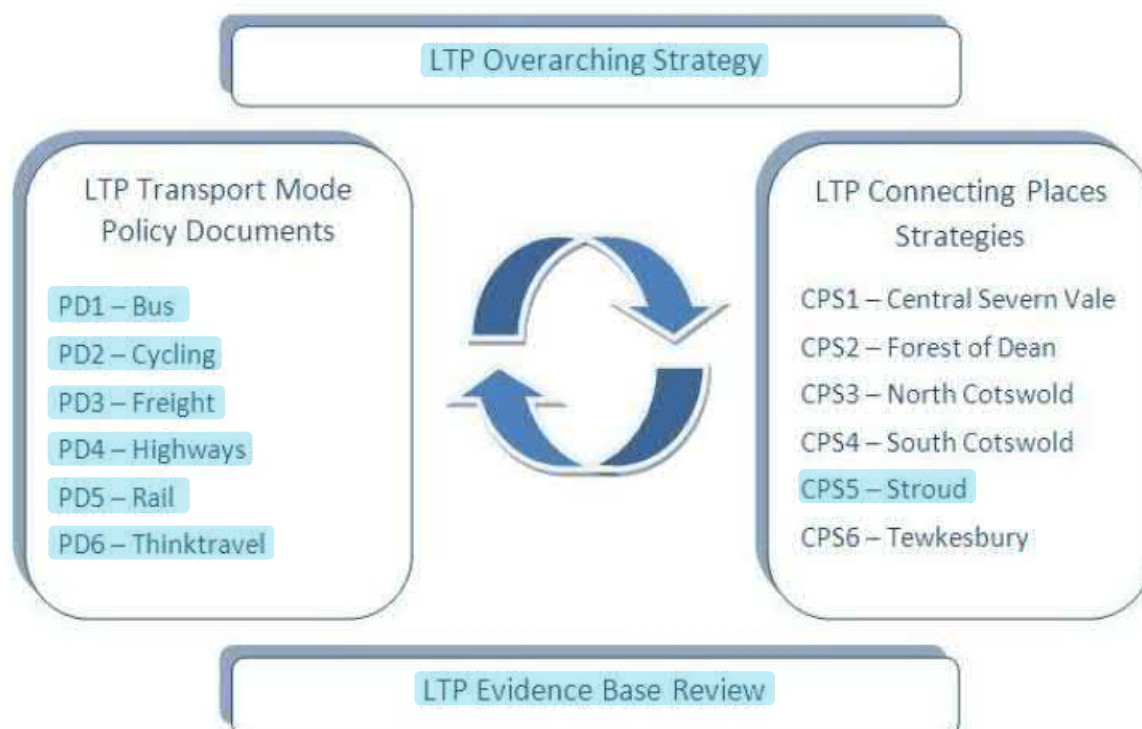 LTP Overarching Strategy
LTP Transport Mode
Policy Documents
PD1 – Bus
PD2 – Cycling
PD3 – Freight
PD4 – Highways
PD5 – Rail
PD6 – Thinktravel
LTP Connecting Places
Strategies
CPS1 – Central Severn Vale
CPS2 – Forest of Dean
CPS3 – North Cotswold
CPS4 – South Cotswold
CPS5 – Stroud
CPS6 – Tewkesbury
LTP Evidence Base Review